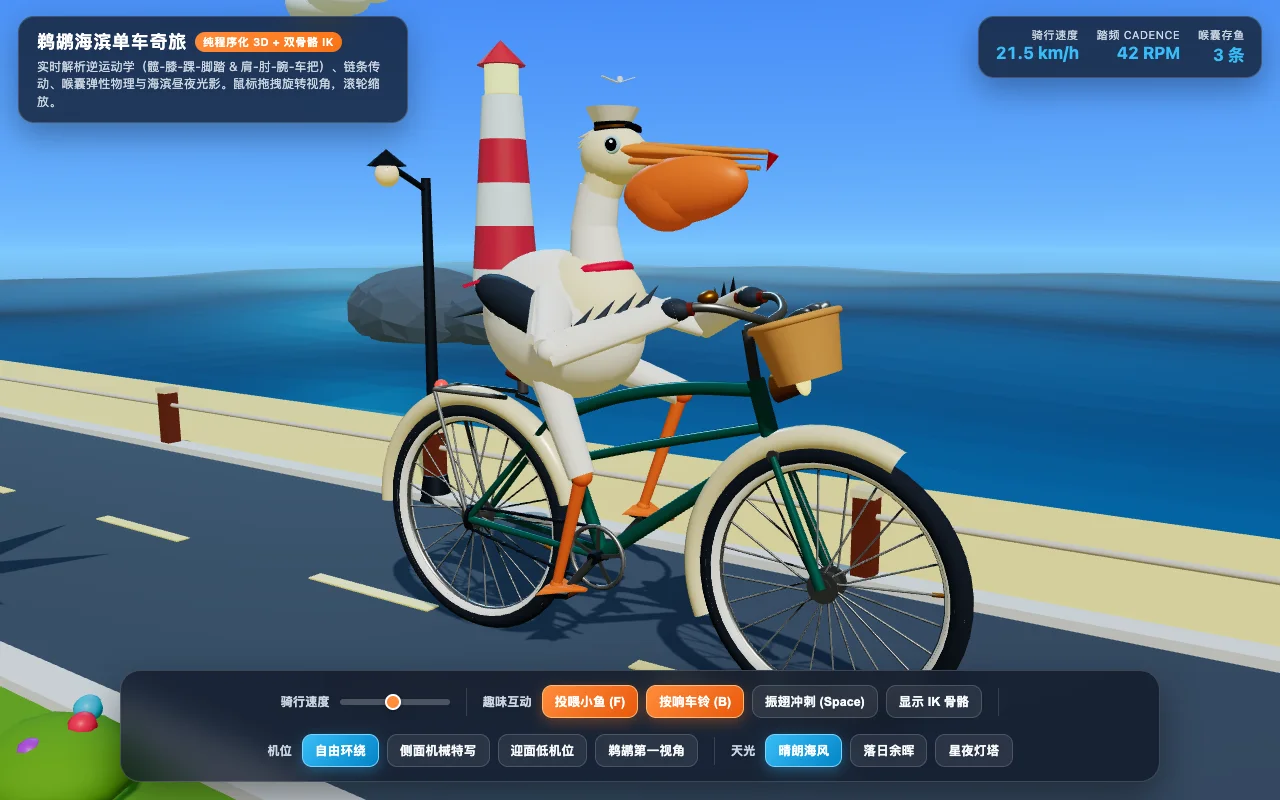 鹈鹕海滨单车奇旅 纯程序化 3D + 双骨骼 IK
实时解析逆运动学（髋-膝-踝-脚踏 & 肩-肘-腕-车把）、链条传
动、喉囊弹性物理与海滨昼夜光影。鼠标拖拽旋转视角，滚轮缩
放。
骑行速度 踏频 CADENCE 喉囊存鱼
21.5 km/h 42 RPM 3 条
骑行速度 趣味互动 投喂小鱼 (F) 按响车铃 (B) 振翅冲刺 (Space) 显示 IK 骨骼
机位 自由环绕 侧面机械特写 迎面低机位 鹈鹕第一视角 天光 晴朗海风 落日余晖 星夜灯塔